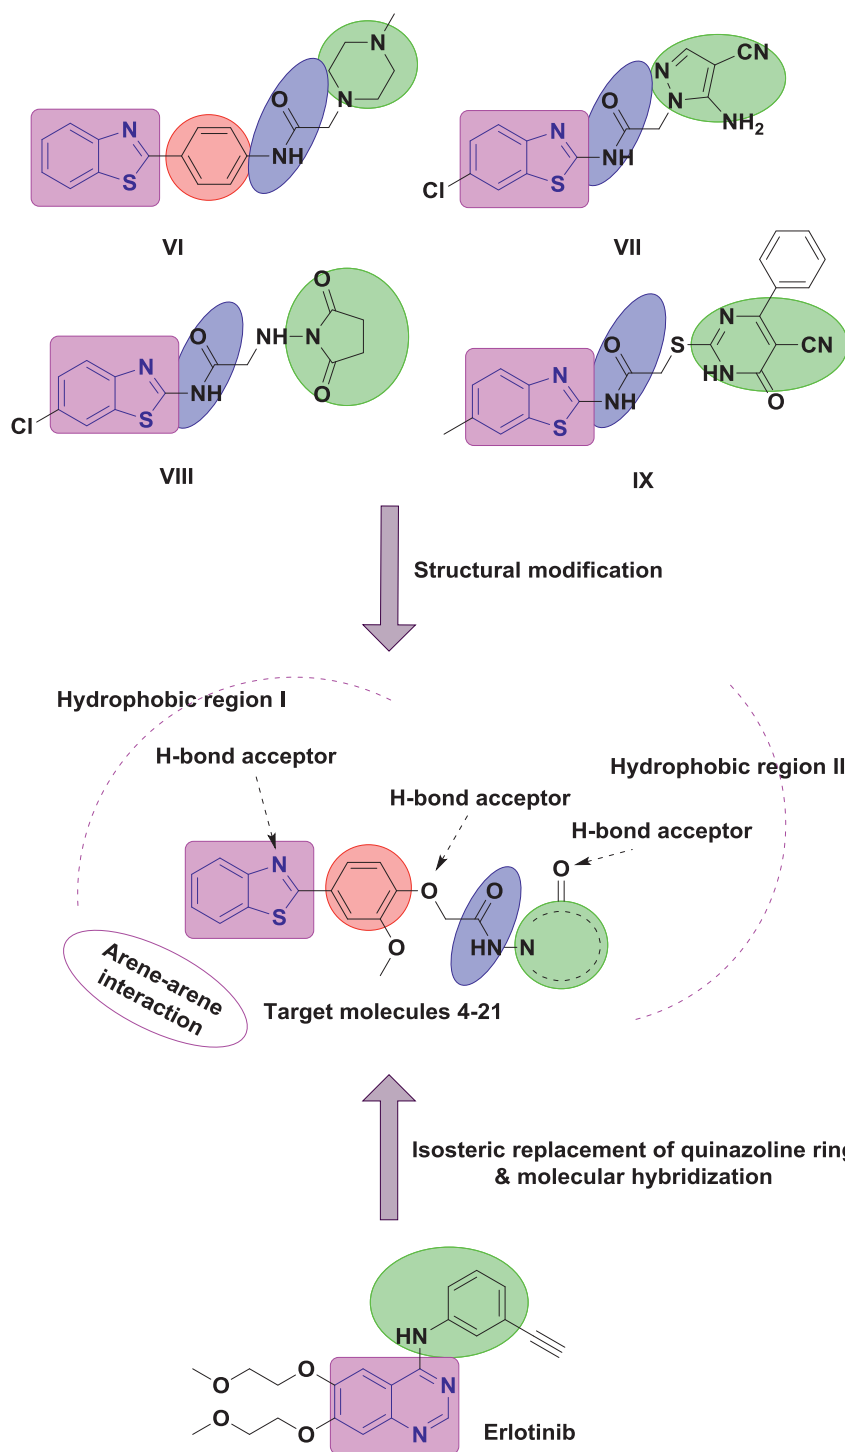 N
O
N
N
S
NH
VI
N
O
N
CN
N
NH2
N
S
NH
Cl
VII
O
O
NH
N
O
N
S
NH
Cl
VIII
N
CN
S
HN
O
O
N
S
NH
IX
Structural modification
Hydrophobic region I
H-bond acceptor
Hydrophobic region II
H-bond acceptor
H-bond acceptor
O
N
S
O
O
HN
N
O
Arene-arene
interaction
Target molecules 4-21
Isosteric replacement of quinazoline ring
& molecular hybridization
HN
O
O
N
O
O
N
Erlotinib